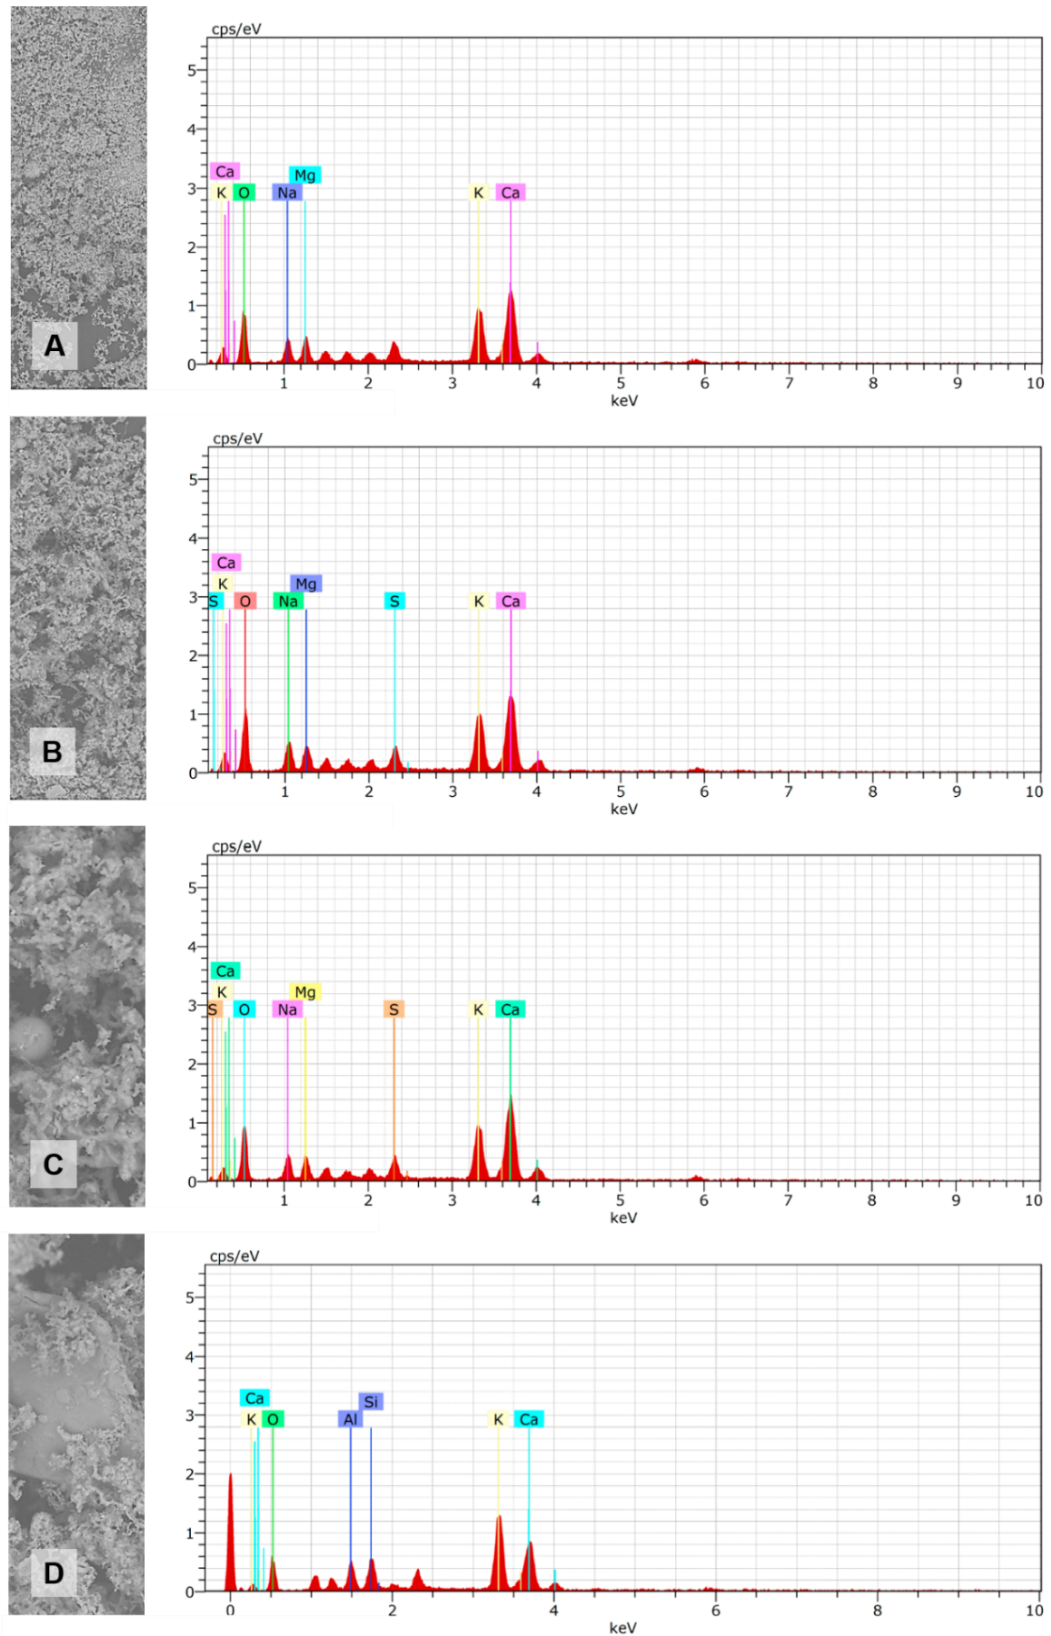 cps/eV
5
4
Ca Mg
3 K O Na K Ca
2
1
A
0
1 2 3 4 5 6 7 8 9 10
keV
cps/eV
5
4
Ca
K Mg
3 S O Na S K Ca
2
1
B
0
1 2 3 4 5 6 7 8 9 10
keV
cps/eV
5
4
Ca
K Mg
3 S O Na S K Ca
2
1
C
0
1 2 3 4 5 6 7 8 9 10
keV
cps/eV
5
4
Ca Si
3 K O Al K Ca
2
1
D
0
0 2 4 6 8 10
keV